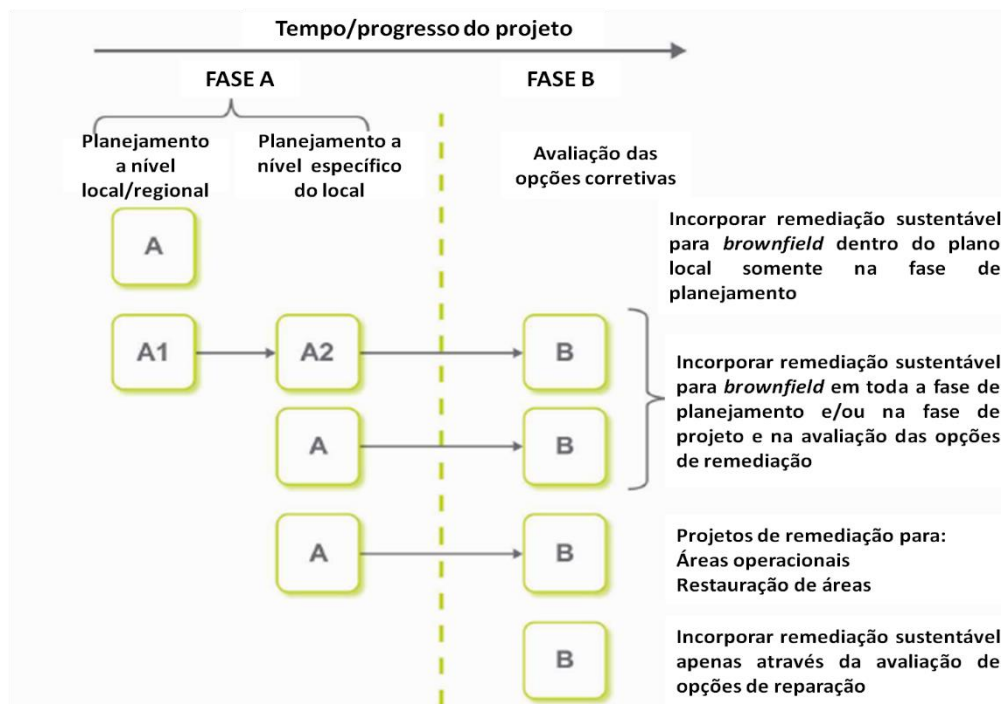 Tempo/progresso do projeto
FASE A
FASE B
Planejamento
a nível
local/regional
Planejamento a
nível específico
do local
Avaliação das
opções corretivas
A
Incorporar remediação sustentável
para brownfield dentro do plano
local somente na fase de
planejamento
A1
A2
B
Incorporar remediação sustentável
para brownfield em toda a fase de
planejamento e/ou na fase de
projeto e na avaliação das opções
de remediação
A
B
A
B
Projetos de remediação para:
Áreas operacionais
Restauração de áreas
B
Incorporar remediação sustentável
apenas através da avaliação de
opções de reparação